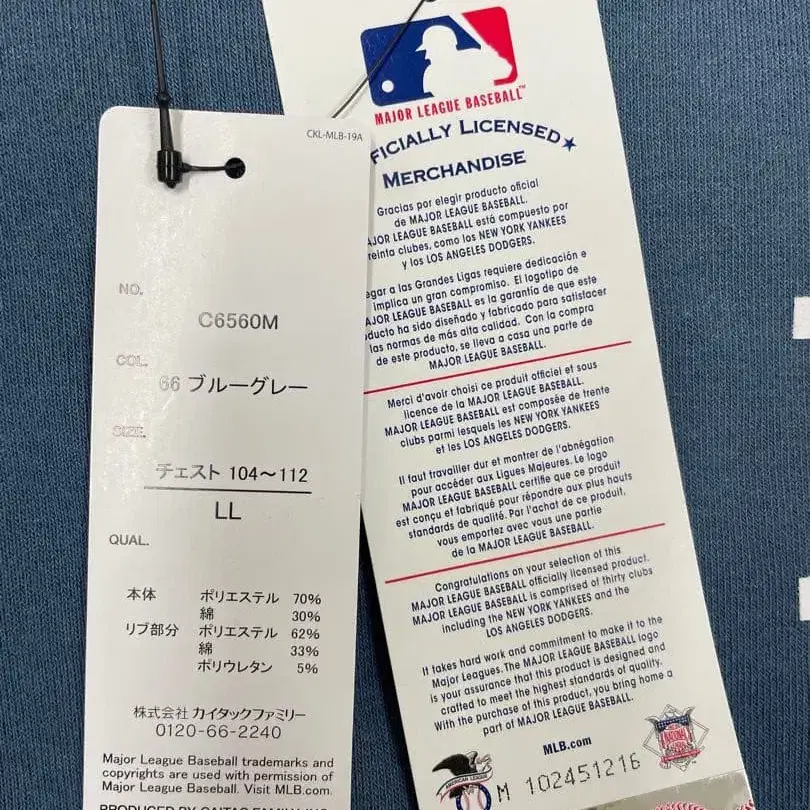 CKL-MLB-19A
NO.
C6560M
COL.
66 ブルーグレー
SIZE.
チェスト 104～112
LL
QUAL.
本体 ポリエステル 70%
綿 30%
リブ部分 ポリエステル 62%
綿 33%
ポリウレタン 5%
株式会社 カイタックファミリー
0120-66-2240
Major League Baseball trademarks and
copyrights are used with permission of
Major League Baseball. Visit MLB.com.
MAJOR LEAGUE BASEBALL™
FICIALLY LICENSED
MERCHANDISE
Gracias por elegir producto oficial
de MAJOR LEAGUE BASEBALL.
AJOR LEAGUE BASEBALL está compuesto por
reinta clubes, como los NEW YORK YANKEES
y los LOS ANGELES DODGERS.
egar a las Grandes Ligas requiere dedicación e
implica un gran compromiso. El logotipo de
AJOR LEAGUE BASEBALL es la garantía de que este
ducto ha sido diseñado y fabricado para satisfacer
las normas de más alta calidad. Con la compra
de este producto, se lleva a casa una parte de
MAJOR LEAGUE BASEBALL.
Merci d'avoir choisi ce produit officiel et sous
licence de la MAJOR LEAGUE BASEBALL.
MAJOR LEAGUE BASEBALL est composée de trente
clubs parmi lesquels les NEW YORK YANKEES
et les LOS ANGELES DODGERS.
Il faut travailler dur et montrer de l'abnégation
pour accéder aux Ligues Majeures. Le logo
MAJOR LEAGUE BASEBALL certifie que ce produit
est conçu et fabriqué pour répondre aux plus hauts
standards de qualité. Par l'achat de ce produit,
vous emportez avec vous une partie
de la MAJOR LEAGUE BASEBALL.
Congratulations on your selection of this
MAJOR LEAGUE BASEBALL officially licensed product.
MAJOR LEAGUE BASEBALL is comprised of thirty clubs
including the NEW YORK YANKEES and the
LOS ANGELES DODGERS.
It takes hard work and commitment to make it to the
Major Leagues. The MAJOR LEAGUE BASEBALL logo
is your assurance that this product is designed and
crafted to meet the highest standards of quality.
With the purchase of this product, you bring home a
part of MAJOR LEAGUE BASEBALL.
MLB.com
AMERICAN LEAGUE
NATIONAL
M 102451216